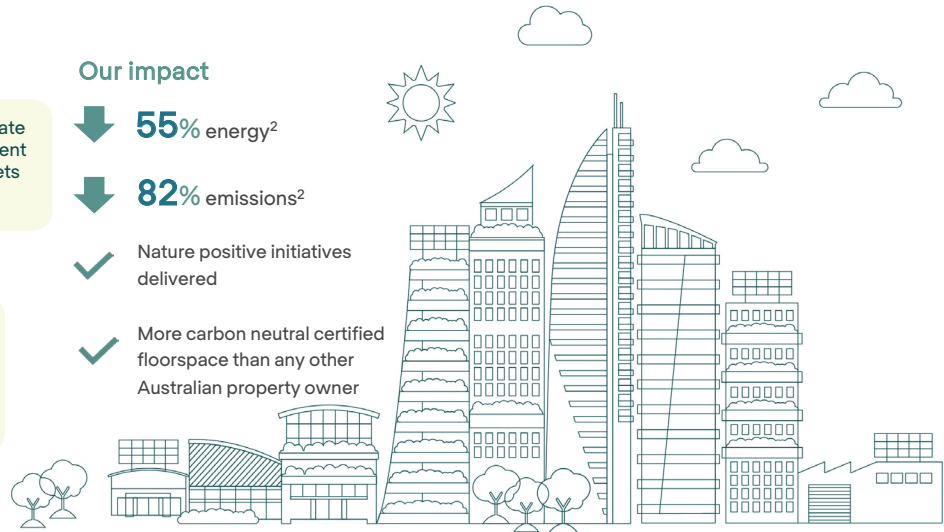 Our impact
55% energy²
82% emissions²
Nature positive initiatives
delivered
More carbon neutral certified
floorspace than any other
Australian property owner